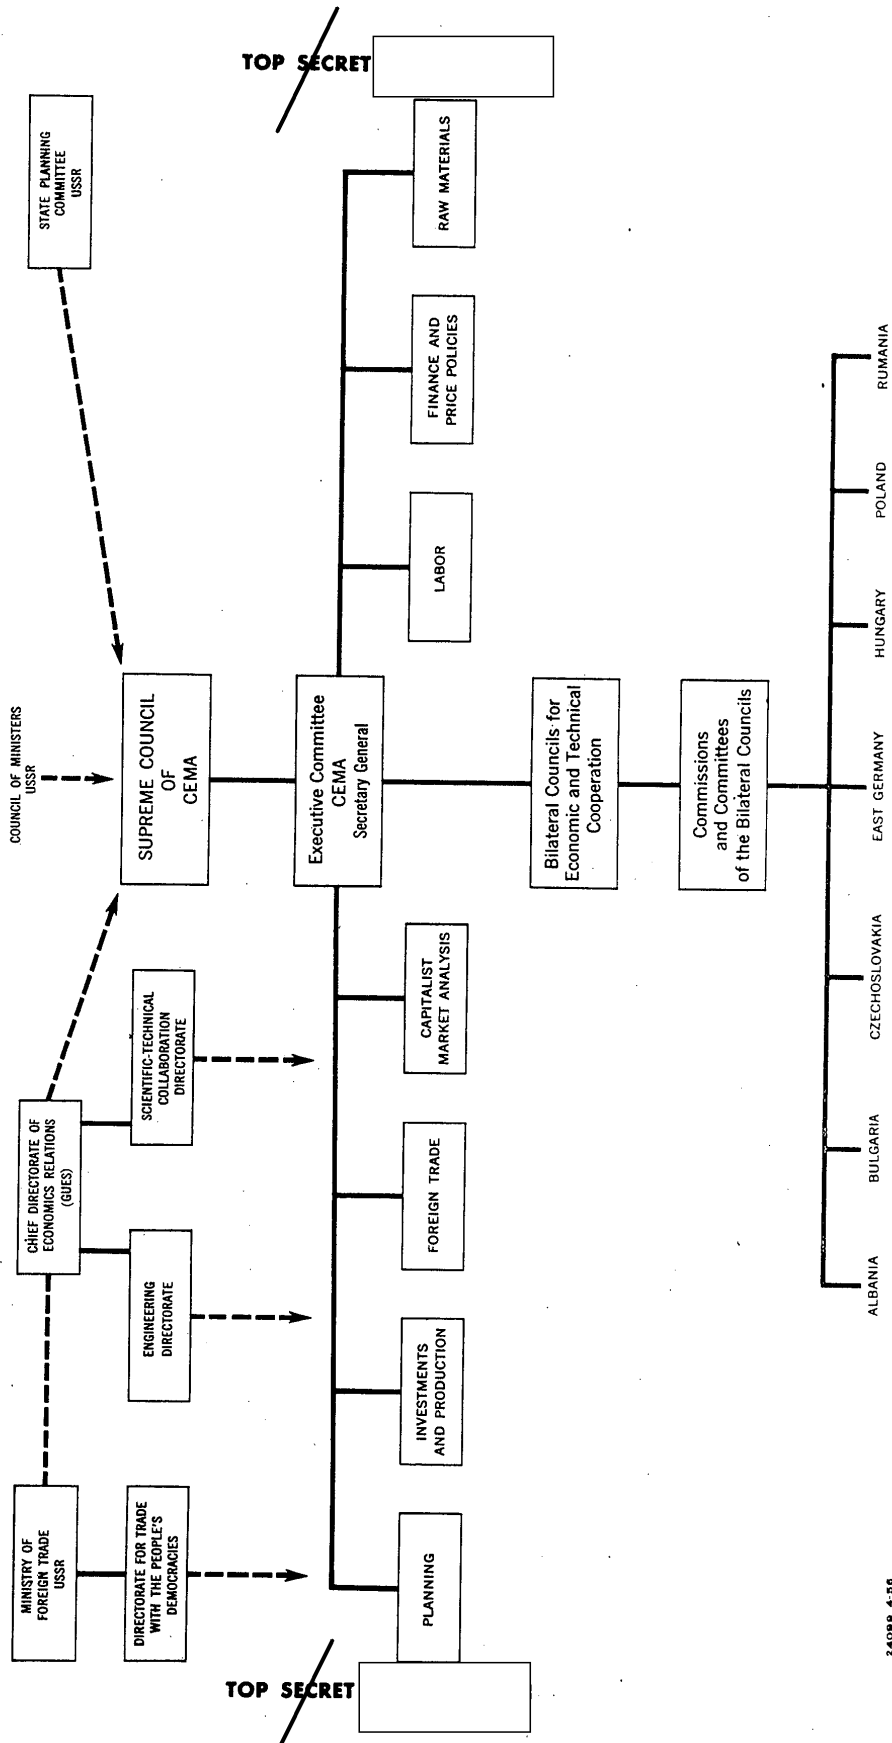 TOP SECRET
COUNCIL OF MINISTERS
USSR
MINISTRY OF
FOREIGN TRADE
USSR
CHIEF DIRECTORATE OF
ECONOMICS RELATIONS
(GUES)
STATE PLANNING
COMMITTEE
USSR
DIRECTORATE FOR TRADE
WITH THE PEOPLE'S
DEMOCRACIES
ENGINEERING
DIRECTORATE
SCIENTIFIC-TECHNICAL
COLLABORATION
DIRECTORATE
SUPREME COUNCIL
OF
CEMA
Executive Committee
CEMA
Secretary General
PLANNING
INVESTMENTS
AND PRODUCTION
FOREIGN TRADE
CAPITALIST
MARKET ANALYSIS
LABOR
FINANCE AND
PRICE POLICIES
RAW MATERIALS
Bilateral Councils for
Economic and Technical
Cooperation
Commissions
and Committees
of the Bilateral Councils
ALBANIA
BULGARIA
CZECHOSLOVAKIA
EAST GERMANY
HUNGARY
POLAND
RUMANIA
24099 4-56
TOP SECRET